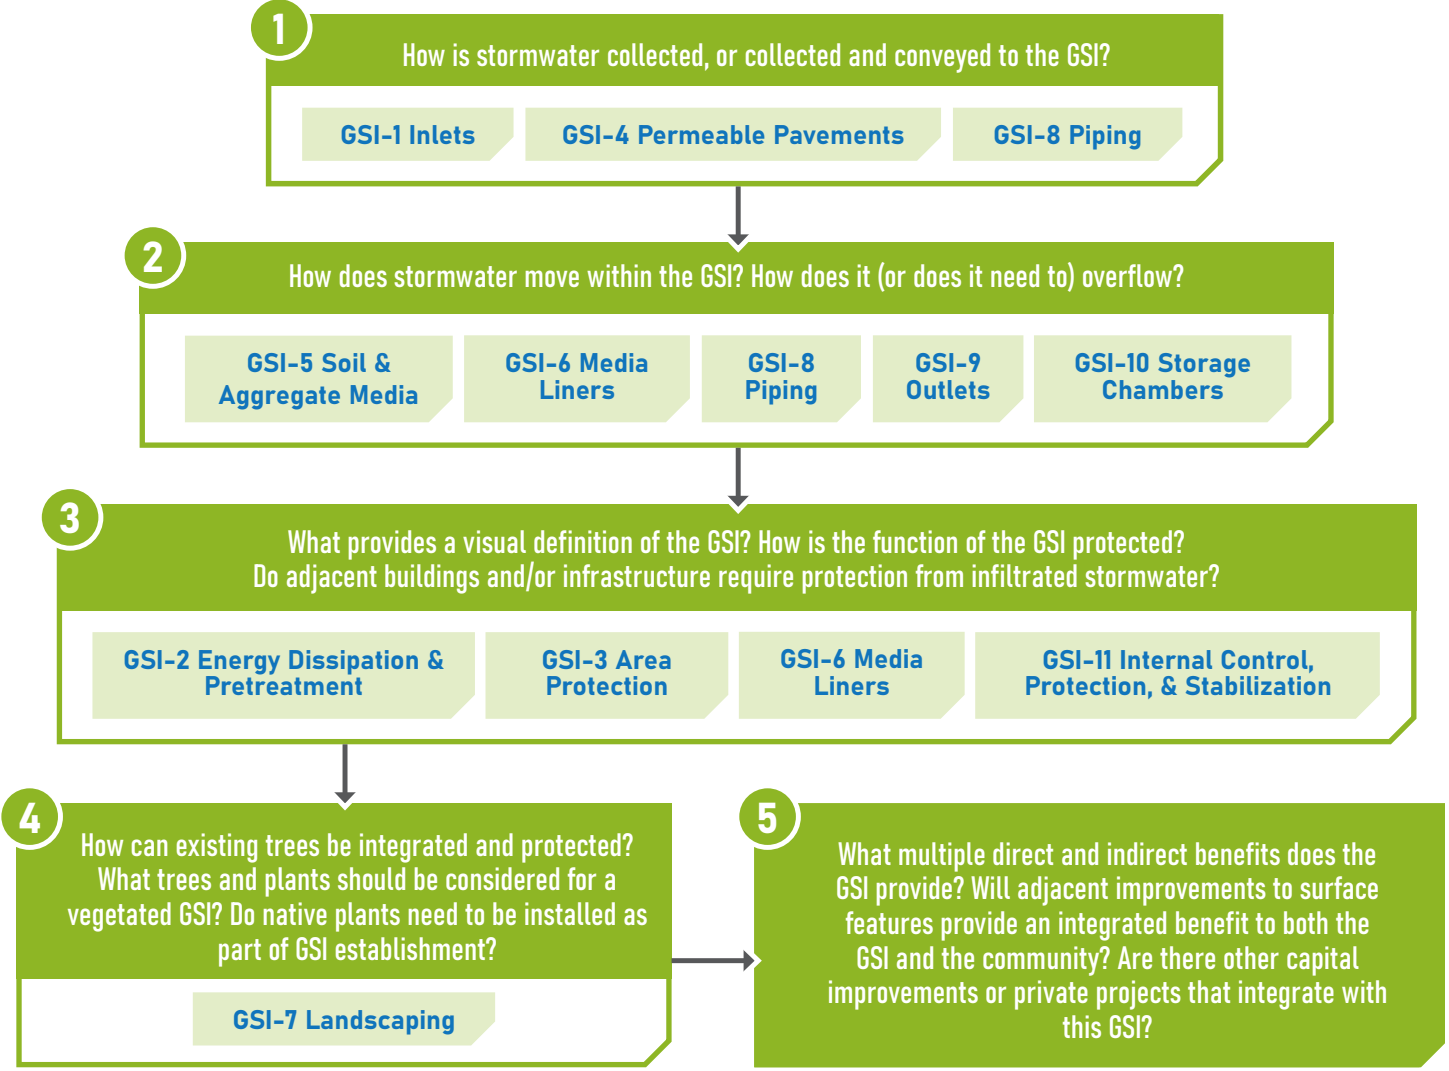 1
How is stormwater collected, or collected and conveyed to the GSI?
GSI-1 Inlets
GSI-4 Permeable Pavements
GSI-8 Piping
2
How does stormwater move within the GSI? How does it (or does it need to) overflow?
GSI-5 Soil &
Aggregate Media
GSI-6 Media
Liners
GSI-8
Piping
GSI-9
Outlets
GSI-10 Storage
Chambers
3
What provides a visual definition of the GSI? How is the function of the GSI protected?
Do adjacent buildings and/or infrastructure require protection from infiltrated stormwater?
GSI-2 Energy Dissipation &
Pretreatment
GSI-3 Area
Protection
GSI-6 Media
Liners
GSI-11 Internal Control,
Protection, & Stabilization
4
How can existing trees be integrated and protected?
What trees and plants should be considered for a
vegetated GSI? Do native plants need to be installed as
part of GSI establishment?
GSI-7 Landscaping
5
What multiple direct and indirect benefits does the
GSI provide? Will adjacent improvements to surface
features provide an integrated benefit to both the
GSI and the community? Are there other capital
improvements or private projects that integrate with
this GSI?